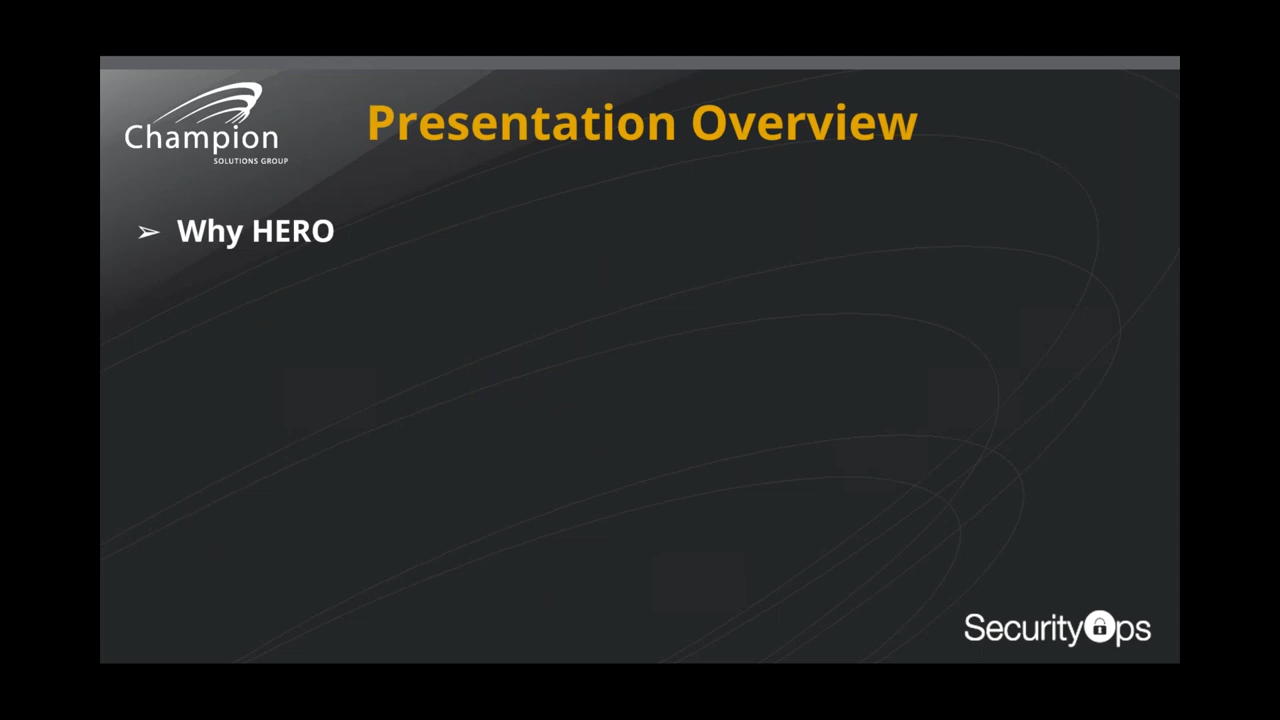 Champion
SOLUTIONS GROUP
Presentation Overview
➢ Why HERO
SecurityOps